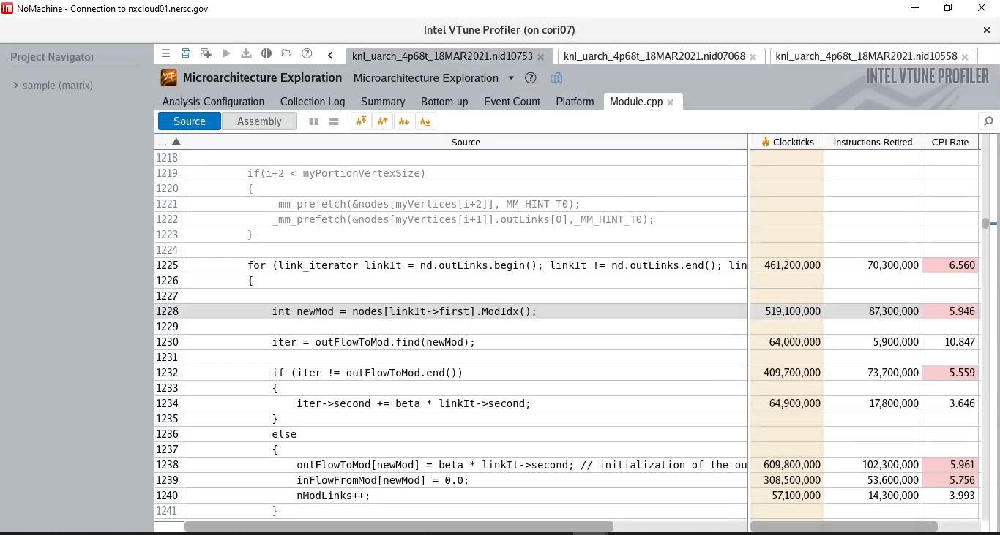 NoMachine - Connection to nxcloud01.nersc.gov
Intel VTune Profiler (on cori07)
Project Navigator
sample (matrix)
knl_uarch_4p68t_18MAR2021.nid10753 knl_uarch_4p68t_18MAR2021.nid07068 knl_uarch_4p68t_18MAR2021.nid10558
Microarchitecture Exploration Microarchitecture Exploration INTEL VTUNE PROFILER
Analysis Configuration Collection Log Summary Bottom-up Event Count Platform Module.cpp
Source Assembly
... Source Clockticks Instructions Retired CPI Rate
1218
1219 if(i+2 < myPortionVertexSize)
1220 {
1221 _mm_prefetch(&nodes[myVertices[i+2]],_MM_HINT_T0);
1222 _mm_prefetch(&nodes[myVertices[i+1]].outLinks[0],_MM_HINT_T0);
1223 }
1224
1225 for (link_iterator linkIt = nd.outLinks.begin(); linkIt != nd.outLinks.end(); lin 461,200,000 70,300,000 6.560
1226 {
1227
1228 int newMod = nodes[linkIt->first].ModIdx(); 519,100,000 87,300,000 5.946
1229
1230 iter = outFlowToMod.find(newMod); 64,000,000 5,900,000 10.847
1231
1232 if (iter != outFlowToMod.end()) 409,700,000 73,700,000 5.559
1233 {
1234 iter->second += beta * linkIt->second; 64,900,000 17,800,000 3.646
1235 }
1236 else
1237 {
1238 outFlowToMod[newMod] = beta * linkIt->second; // initialization of the ou 609,800,000 102,300,000 5.961
1239 inFlowFromMod[newMod] = 0.0; 308,500,000 53,600,000 5.756
1240 nModLinks++; 57,100,000 14,300,000 3.993
1241 }